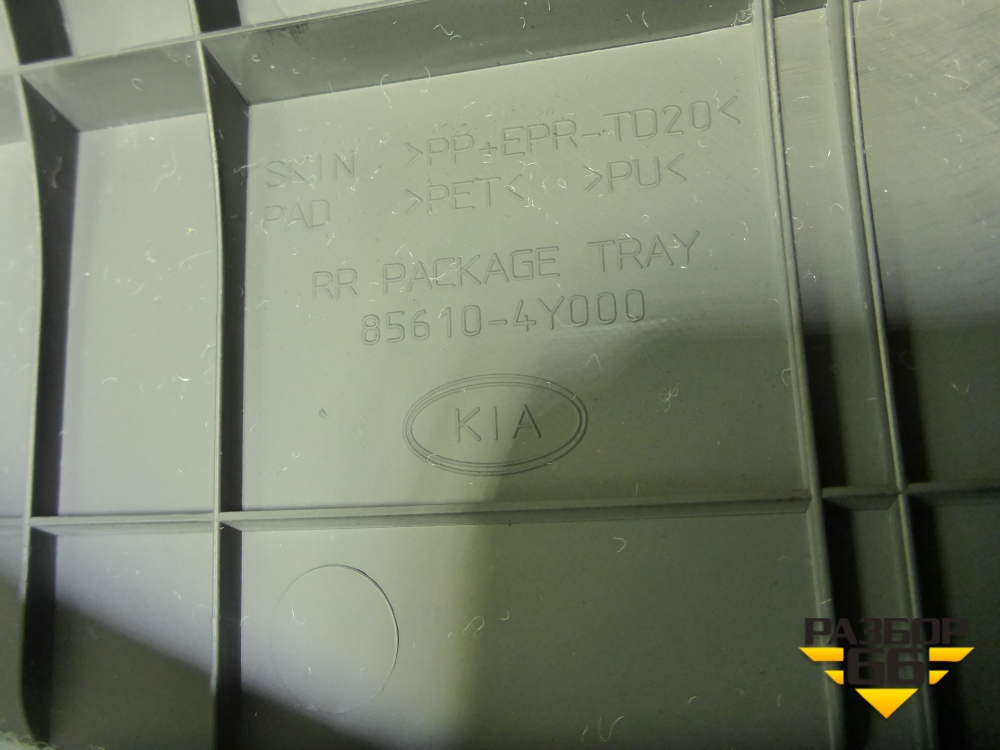 SKIN >PP+EPR-TD20<
PAD >PET< >PU<
RR PACKAGE TRAY
85610-4Y000
KIA
РАЗБОР
66